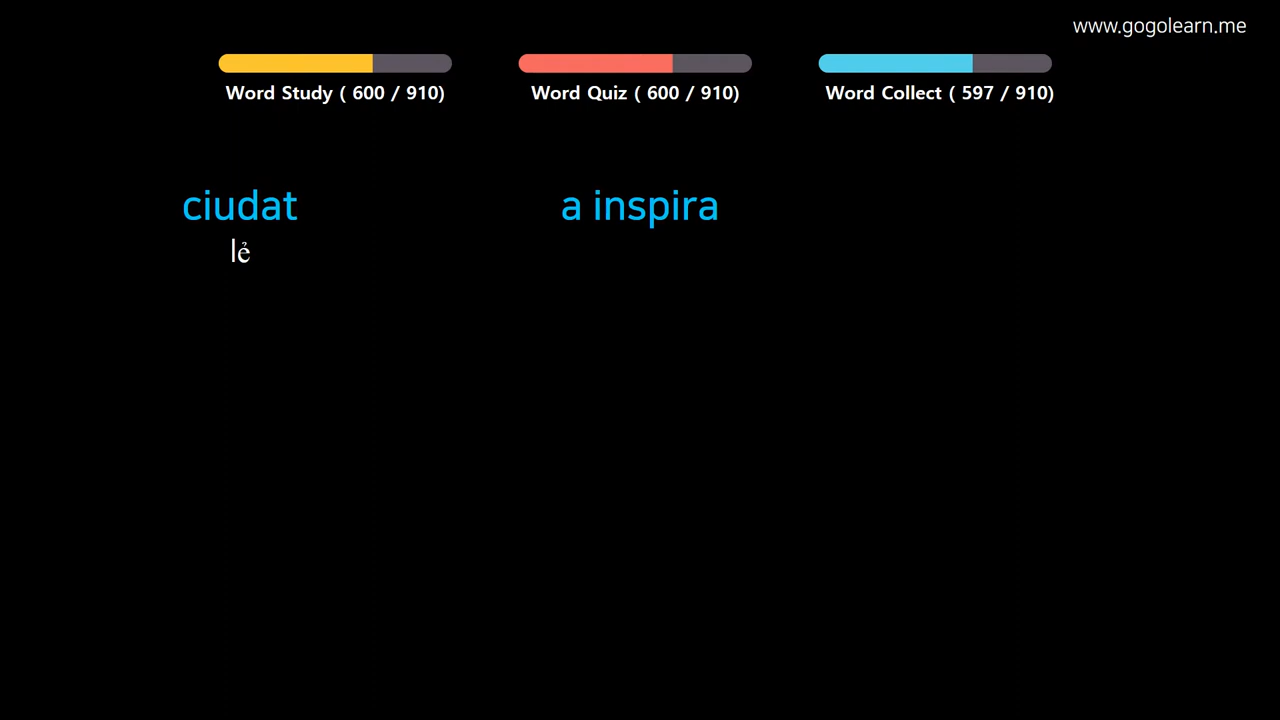 www.gogolearn.me
Word Study ( 600 / 910)
Word Quiz ( 600 / 910)
Word Collect ( 597 / 910)
ciudat
lẻ
a inspira